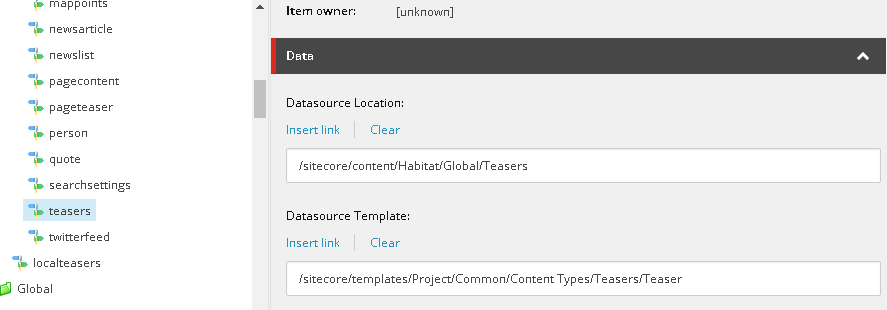 mappoints
newsarticle
newslist
pagecontent
pageteaser
person
quote
searchsettings
teasers
twitterfeed
localteasers
Global
Item owner: [unknown]
Data
Datasource Location:
Insert link Clear
/sitecore/content/Habitat/Global/Teasers
Datasource Template:
Insert link Clear
/sitecore/templates/Project/Common/Content Types/Teasers/Teaser